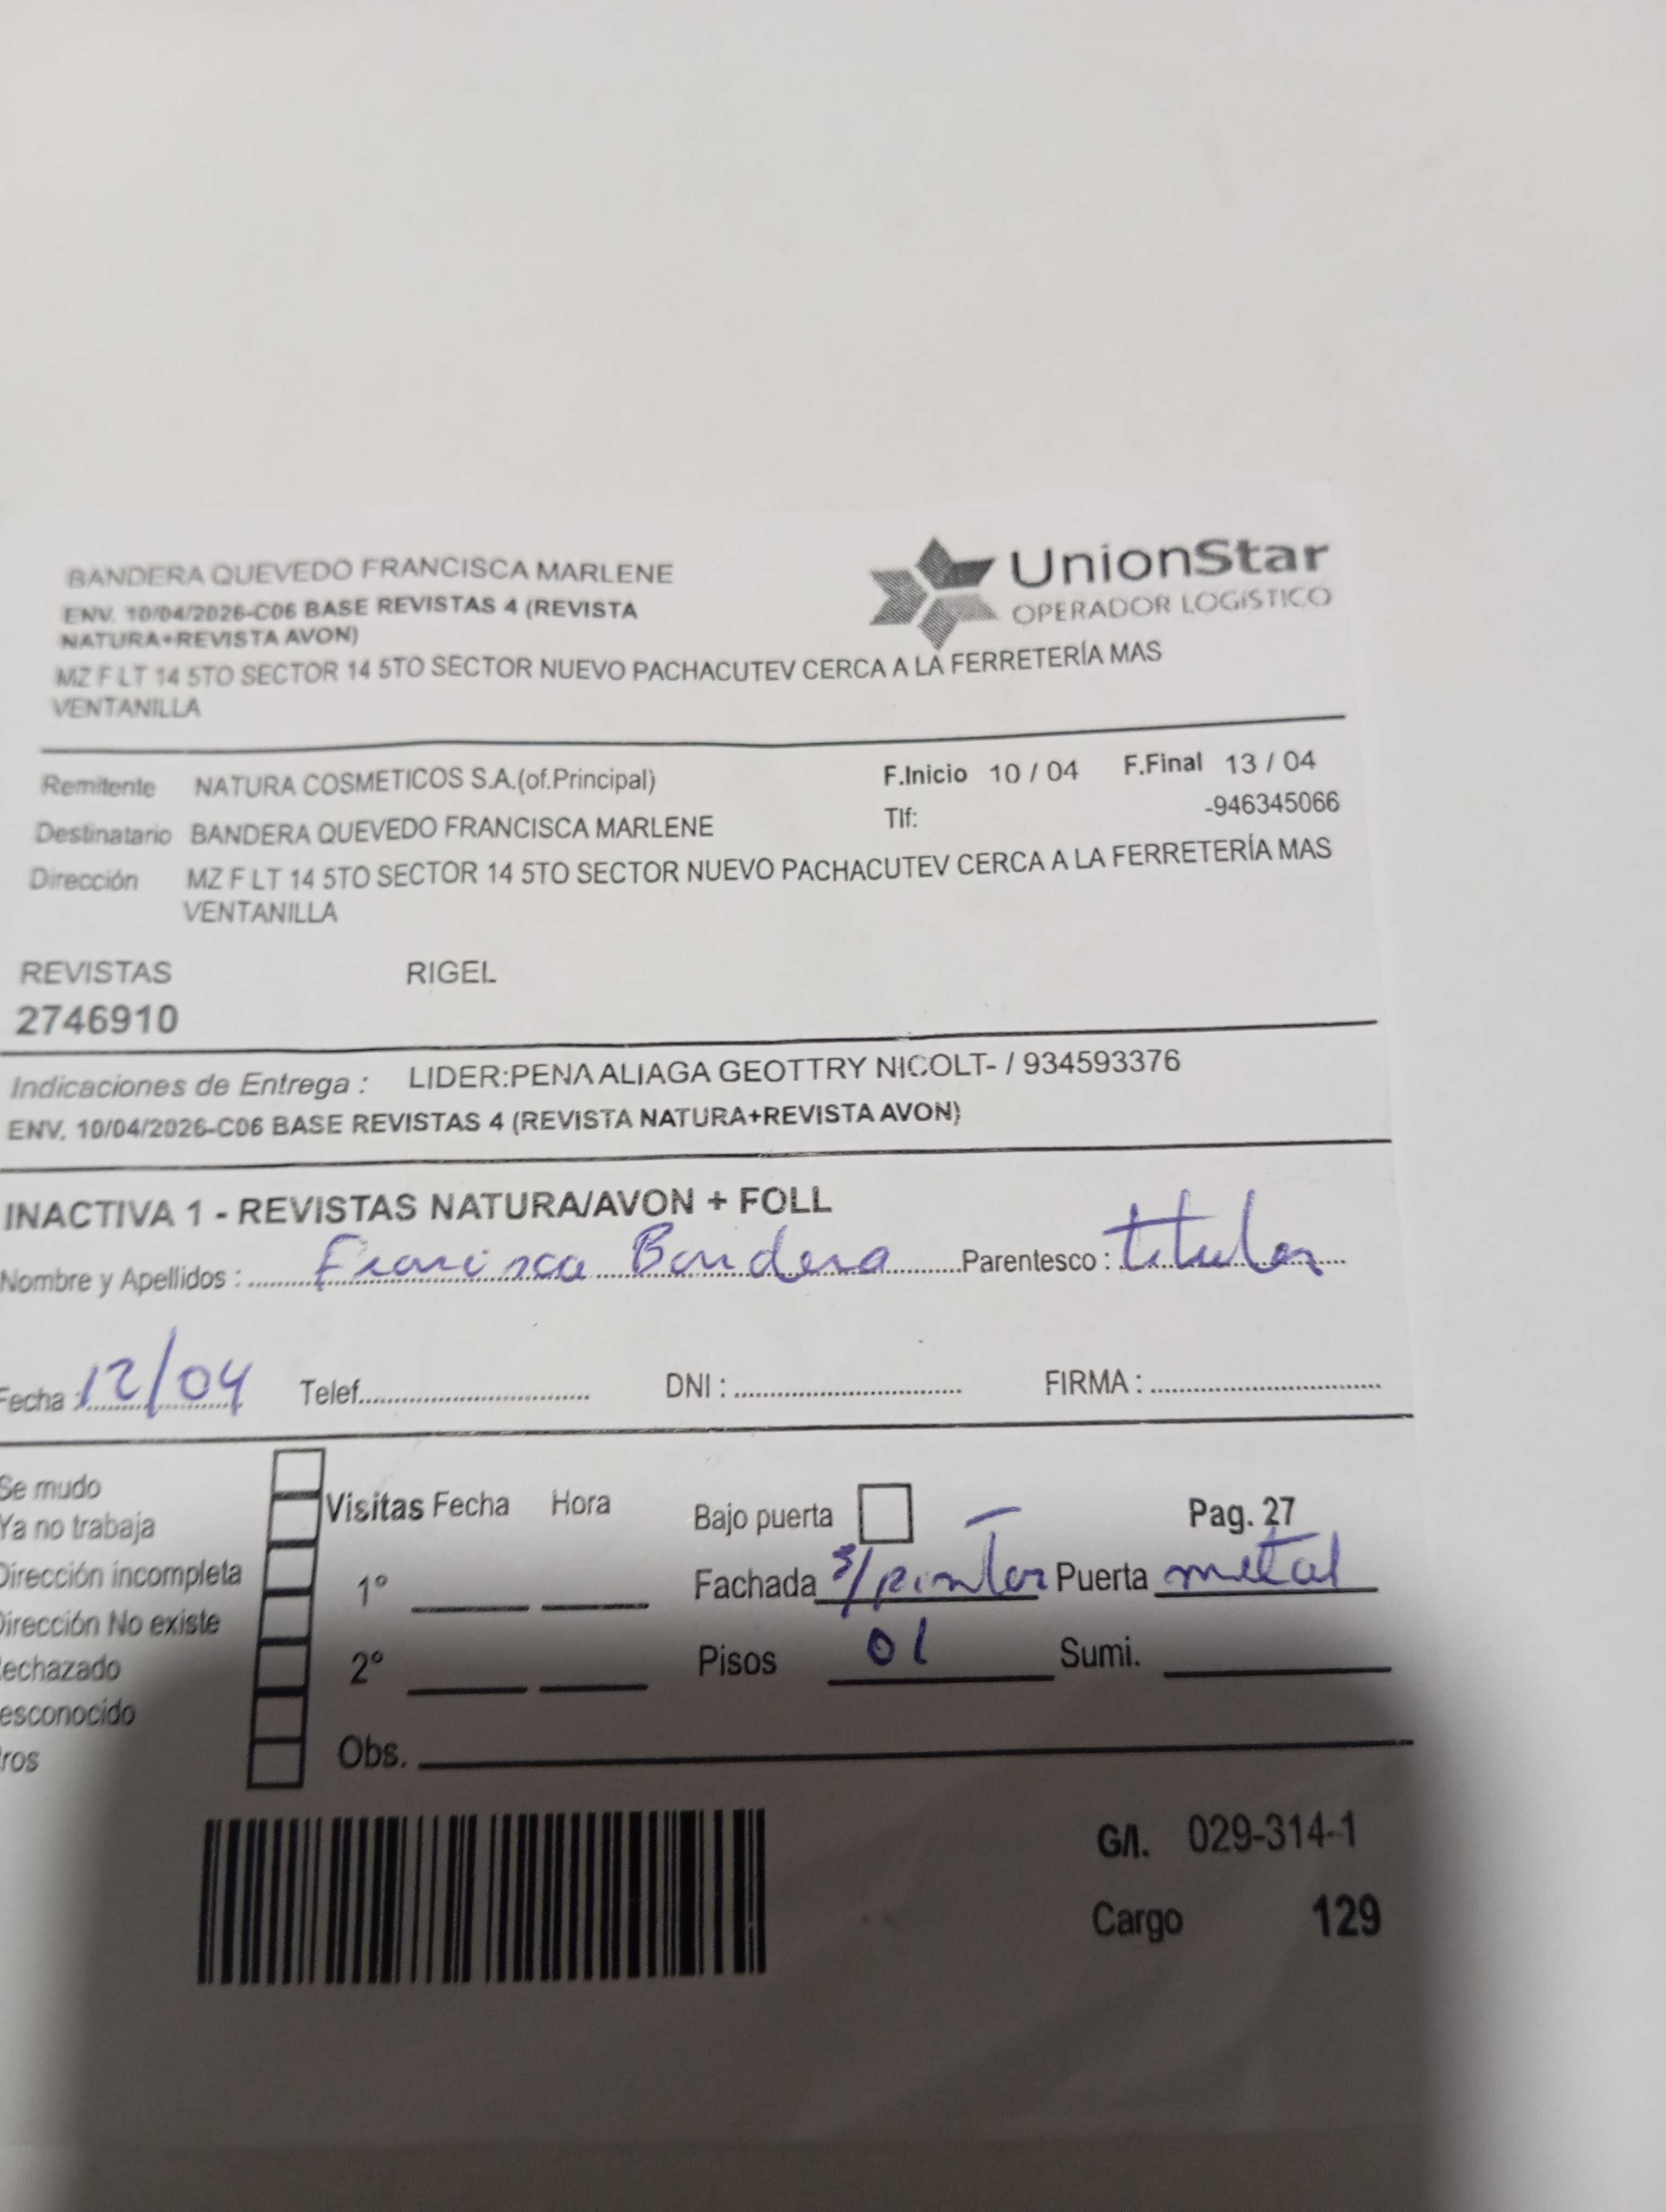 BANDERA QUEVEDO FRANCISCA MARLENE
ENV. 10/04/2026-C06 BASE REVISTAS 4 (REVISTA
NATURA+REVISTA AVON)
UnionStar
OPERADOR LOGÍSTICO
MZ F LT 14 5TO SECTOR 14 5TO SECTOR NUEVO PACHACUTEV CERCA A LA FERRETERÍA MAS
VENTANILLA
Remitente NATURA COSMETICOS S.A.(of.Principal) F.Inicio 10 / 04 F.Final 13 / 04
Destinatario BANDERA QUEVEDO FRANCISCA MARLENE Tlf: -946345066
Dirección MZ F LT 14 5TO SECTOR 14 5TO SECTOR NUEVO PACHACUTEV CERCA A LA FERRETERÍA MAS
VENTANILLA
REVISTAS RIGEL
2746910
Indicaciones de Entrega : LIDER:PENA ALIAGA GEOTTRY NICOLT- / 934593376
ENV. 10/04/2026-C06 BASE REVISTAS 4 (REVISTA NATURA+REVISTA AVON)
INACTIVA 1 - REVISTAS NATURA/AVON + FOLL
Nombre y Apellidos : Francisca Bandera Parentesco : titular
Fecha : 12/04 Telef. DNI : FIRMA :
Se mudo
Ya no trabaja
Dirección incompleta
Dirección No existe
echazado
esconocido
ros
Visitas Fecha Hora
1º
2º
Obs.
Bajo puerta Pag. 27
Fachada s/pintar Puerta metal
Pisos 01 Sumi.
G/I. 029-314-1
Cargo 129